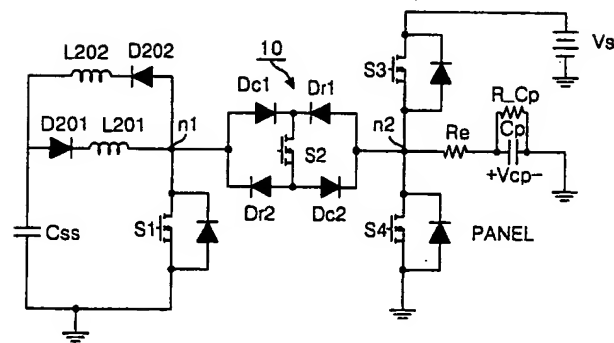 10
Vs
L202
D202
S3
Dc1
Dr1
R_Cp
D201
L201
n1
n2
Re
Cp
S2
+Vcp-
Dr2
Dc2
Css
S1
S4
PANEL